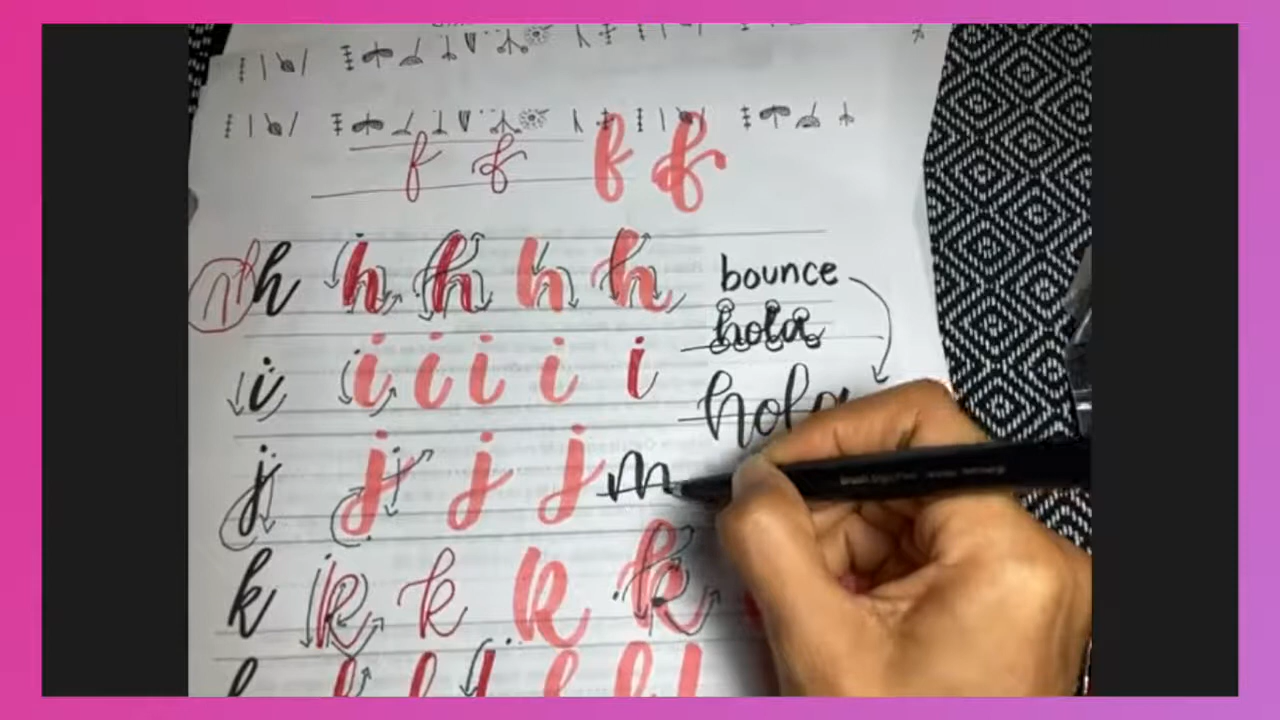 f f f f
h h h h h bounce
hola
i i i i i i
hola
j j j j m
k k k k k
l l l l l l l